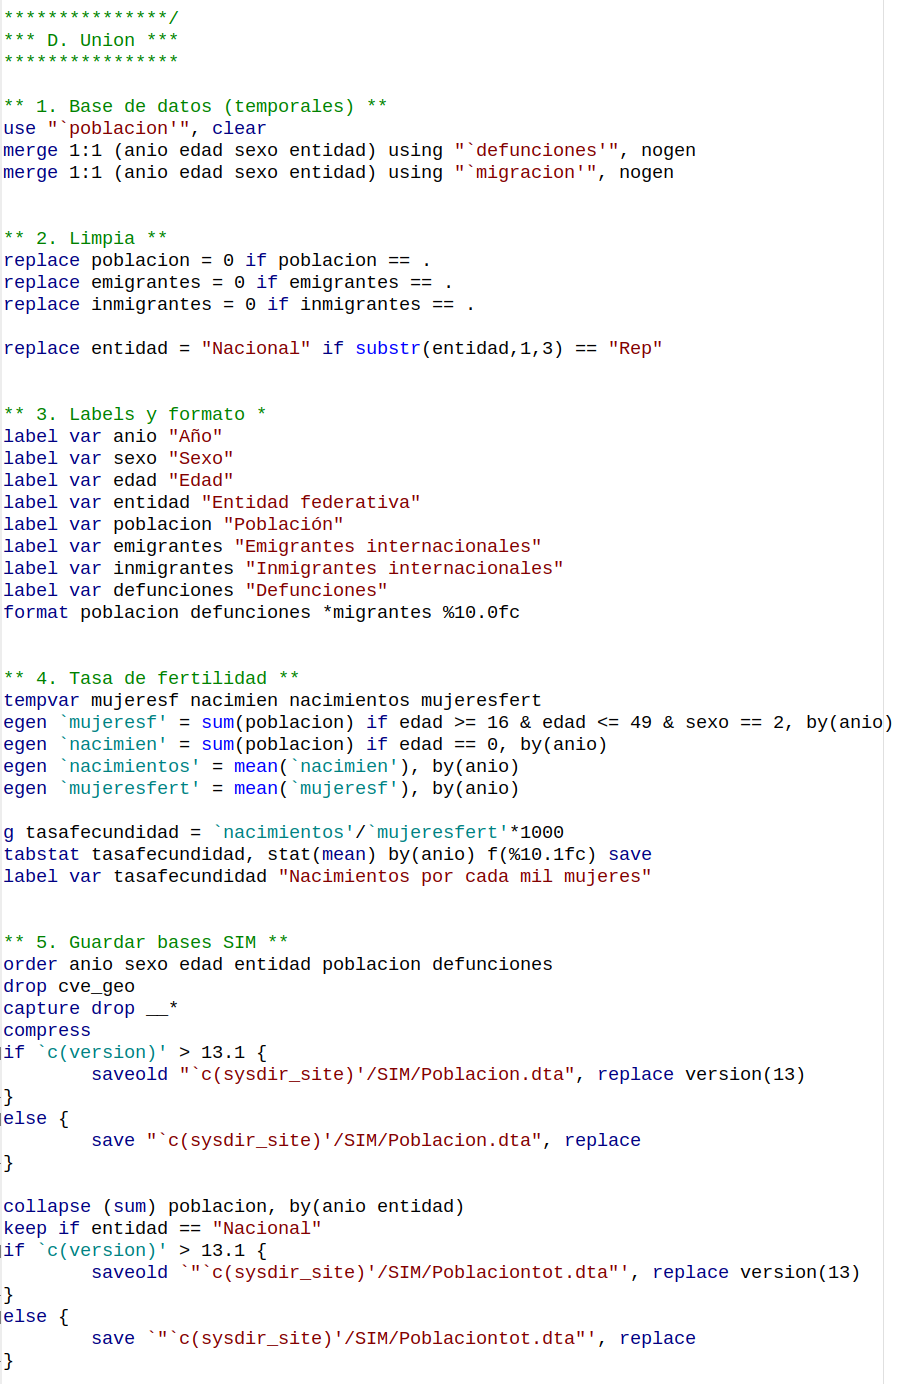 ***************/
*** D. Union ***
****************
** 1. Base de datos (temporales) **
use "`poblacion'", clear
merge 1:1 (anio edad sexo entidad) using "`defunciones'", nogen
merge 1:1 (anio edad sexo entidad) using "`migracion'", nogen
** 2. Limpia **
replace poblacion = 0 if poblacion == .
replace emigrantes = 0 if emigrantes == .
replace inmigrantes = 0 if inmigrantes == .
replace entidad = "Nacional" if substr(entidad,1,3) == "Rep"
** 3. Labels y formato *
label var anio "Año"
label var sexo "Sexo"
label var edad "Edad"
label var entidad "Entidad federativa"
label var poblacion "Población"
label var emigrantes "Emigrantes internacionales"
label var inmigrantes "Inmigrantes internacionales"
label var defunciones "Defunciones"
format poblacion defunciones *migrantes %10.0fc
** 4. Tasa de fertilidad **
tempvar mujeresf nacimien nacimientos mujeresfert
egen `mujeresf' = sum(poblacion) if edad >= 16 & edad <= 49 & sexo == 2, by(anio)
egen `nacimien' = sum(poblacion) if edad == 0, by(anio)
egen `nacimientos' = mean(`nacimien'), by(anio)
egen `mujeresfert' = mean(`mujeresf'), by(anio)
g tasafecundidad = `nacimientos'/`mujeresfert'*1000
tabstat tasafecundidad, stat(mean) by(anio) f(%10.1fc) save
label var tasafecundidad "Nacimientos por cada mil mujeres"
** 5. Guardar bases SIM **
order anio sexo edad entidad poblacion defunciones
drop cve_geo
capture drop __*
compress
if `c(version)' > 13.1 {
        saveold "`c(sysdir_site)'/SIM/Poblacion.dta", replace version(13)
}
else {
        save "`c(sysdir_site)'/SIM/Poblacion.dta", replace
}
collapse (sum) poblacion, by(anio entidad)
keep if entidad == "Nacional"
if `c(version)' > 13.1 {
        saveold `"`c(sysdir_site)'/SIM/Poblaciontot.dta"', replace version(13)
}
else {
        save `"`c(sysdir_site)'/SIM/Poblaciontot.dta"', replace
}